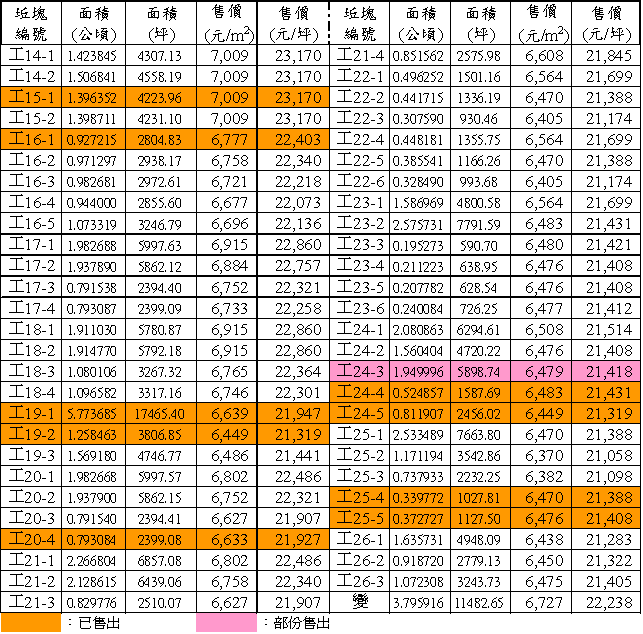 坵塊 面積 面積 售價 售價 坵塊 面積 面積 售價 售價
編號 (公頃) (坪) (元/m²) (元/坪) 編號 (公頃) (坪) (元/m²) (元/坪)
工14-1 1.423845 4307.13 7,009 23,170 工21-4 0.851562 2575.98 6,608 21,845
工14-2 1.506841 4558.19 7,009 23,170 工22-1 0.496252 1501.16 6,564 21,699
工15-1 1.396352 4223.96 7,009 23,170 工22-2 0.441715 1336.19 6,470 21,388
工15-2 1.398711 4231.10 7,009 23,170 工22-3 0.307590 930.46 6,405 21,174
工16-1 0.927215 2804.83 6,777 22,403 工22-4 0.448181 1355.75 6,564 21,699
工16-2 0.971297 2938.17 6,758 22,340 工22-5 0.385541 1166.26 6,470 21,388
工16-3 0.982681 2972.61 6,721 22,218 工22-6 0.328490 993.68 6,405 21,174
工16-4 0.944000 2855.60 6,677 22,073 工23-1 1.586969 4800.58 6,564 21,699
工16-5 1.073319 3246.79 6,696 22,136 工23-2 2.575731 7791.59 6,483 21,431
工17-1 1.982688 5997.63 6,915 22,860 工23-3 0.195273 590.70 6,480 21,421
工17-2 1.937890 5862.12 6,884 22,757 工23-4 0.211223 638.95 6,476 21,408
工17-3 0.791538 2394.40 6,752 22,321 工23-5 0.207782 628.54 6,476 21,408
工17-4 0.793087 2399.09 6,733 22,258 工23-6 0.240084 726.25 6,477 21,412
工18-1 1.911030 5780.87 6,915 22,860 工24-1 2.080863 6294.61 6,508 21,514
工18-2 1.914770 5792.18 6,915 22,860 工24-2 1.560404 4720.22 6,476 21,408
工18-3 1.080106 3267.32 6,765 22,364 工24-3 1.949996 5898.74 6,479 21,418
工18-4 1.096582 3317.16 6,746 22,301 工24-4 0.524857 1587.69 6,483 21,431
工19-1 5.773685 17465.40 6,639 21,947 工24-5 0.811907 2456.02 6,449 21,319
工19-2 1.258463 3806.85 6,449 21,319 工25-1 2.533489 7663.80 6,470 21,388
工19-3 1.569180 4746.77 6,486 21,441 工25-2 1.171194 3542.86 6,370 21,058
工20-1 1.982668 5997.57 6,802 22,486 工25-3 0.737933 2232.25 6,382 21,098
工20-2 1.937900 5862.15 6,752 22,321 工25-4 0.339772 1027.81 6,470 21,388
工20-3 0.791540 2394.41 6,627 21,907 工25-5 0.372727 1127.50 6,476 21,408
工20-4 0.793084 2399.08 6,633 21,927 工26-1 1.635731 4948.09 6,438 21,283
工21-1 2.266804 6857.08 6,802 22,486 工26-2 0.918720 2779.13 6,450 21,322
工21-2 2.128615 6439.06 6,758 22,340 工26-3 1.072308 3243.73 6,475 21,405
工21-3 0.829776 2510.07 6,627 21,907 變 3.795916 11482.65 6,727 22,238
：已售出 ：部份售出